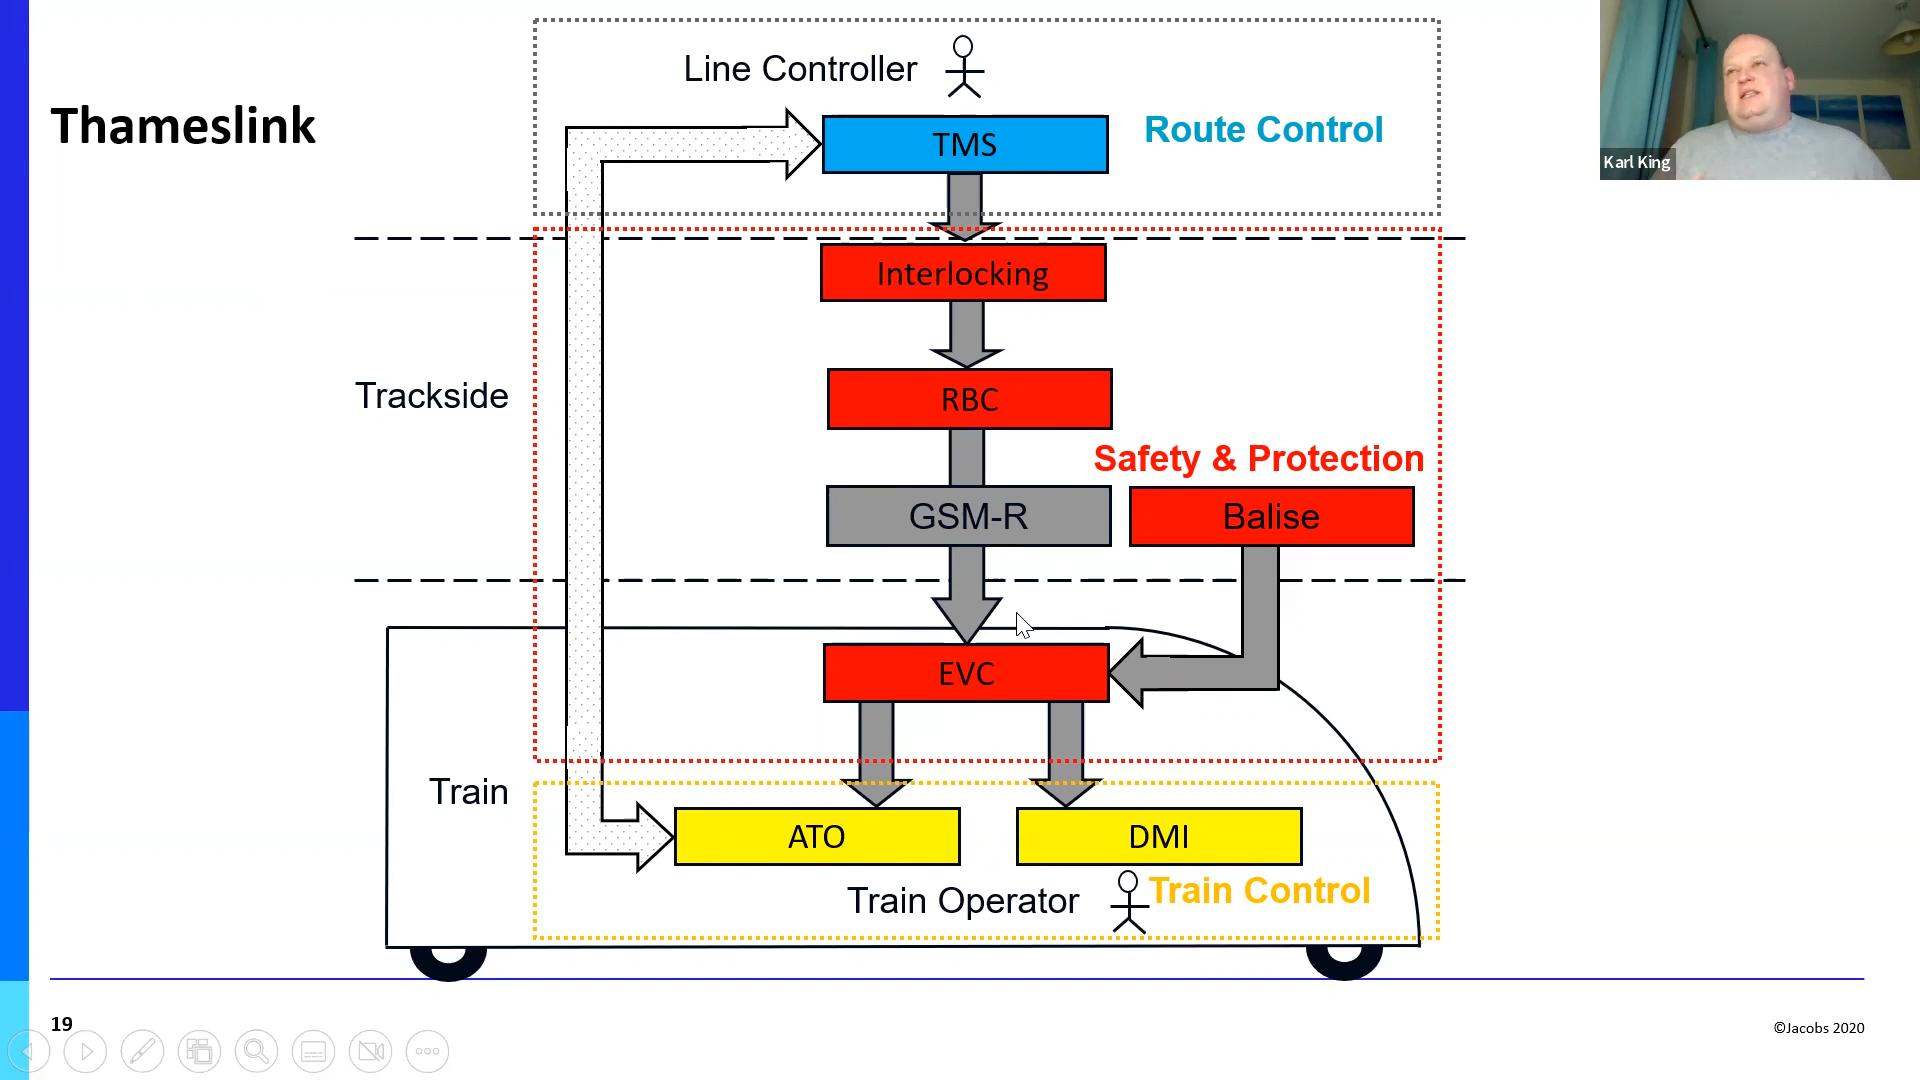 Line Controller
Thameslink
TMS
Route Control
Karl King
Interlocking
Trackside
RBC
Safety & Protection
GSM-R
Balise
EVC
Train
ATO
DMI
Train Operator
Train Control
19
©Jacobs 2020